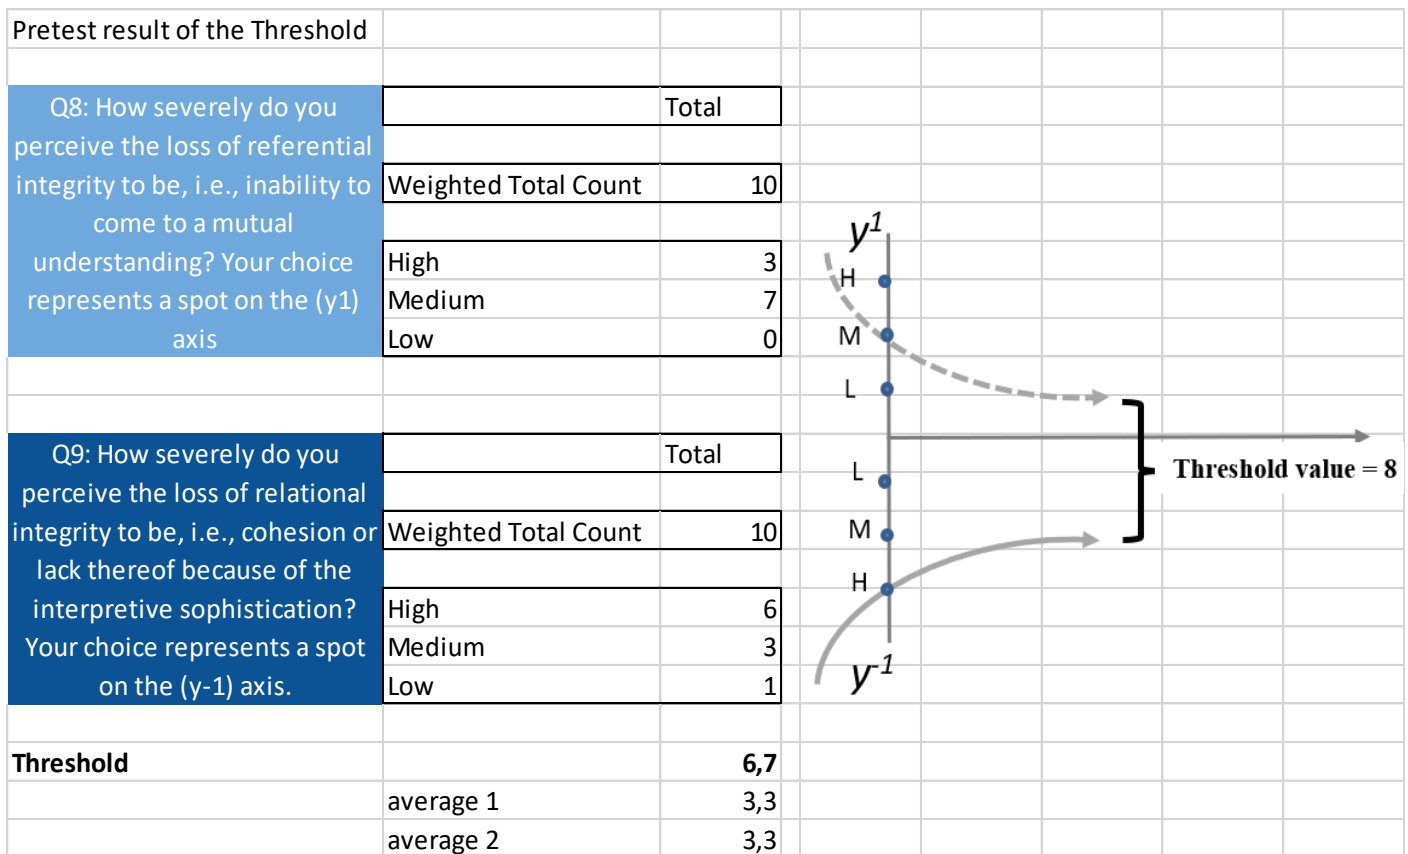 Pretest result of the Threshold
Q8: How severely do you
perceive the loss of referential
integrity to be, i.e., inability to
come to a mutual
understanding? Your choice
represents a spot on the (y1)
axis
Total
Weighted Total Count 10
High 3
Medium 7
Low 0
Q9: How severely do you
perceive the loss of relational
integrity to be, i.e., cohesion or
lack thereof because of the
interpretive sophistication?
Your choice represents a spot
on the (y-1) axis.
Total
Weighted Total Count 10
High 6
Medium 3
Low 1
y1
H
M
L
L
M
H
y-1
Threshold value = 8
Threshold 6,7
average 1 3,3
average 2 3,3